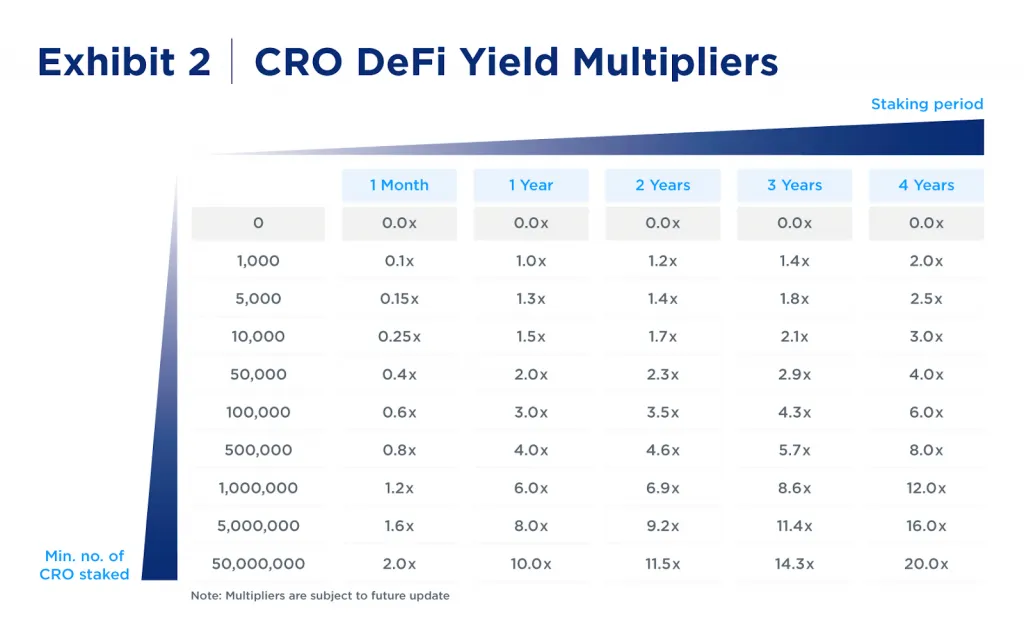 Exhibit 2 | CRO DeFi Yield Multipliers
Staking period
1 Month 1 Year 2 Years 3 Years 4 Years
0 0.0x 0.0x 0.0x 0.0x 0.0x
1,000 0.1x 1.0x 1.2x 1.4x 2.0x
5,000 0.15x 1.3x 1.4x 1.8x 2.5x
10,000 0.25x 1.5x 1.7x 2.1x 3.0x
50,000 0.4x 2.0x 2.3x 2.9x 4.0x
100,000 0.6x 3.0x 3.5x 4.3x 6.0x
500,000 0.8x 4.0x 4.6x 5.7x 8.0x
1,000,000 1.2x 6.0x 6.9x 8.6x 12.0x
5,000,000 1.6x 8.0x 9.2x 11.4x 16.0x
50,000,000 2.0x 10.0x 11.5x 14.3x 20.0x
Min. no. of
CRO staked
Note: Multipliers are subject to future update